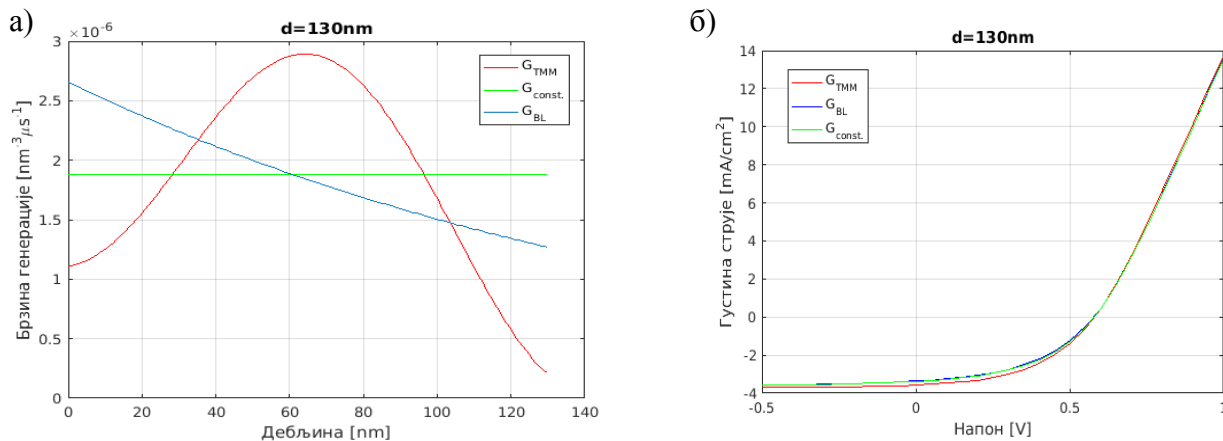 а)
d=130nm
×10⁻⁶
3
2.5
2
1.5
1
0.5
0
Брзина генерације [nm⁻³μs⁻¹]
G_TMM
G_const.
G_BL
0 20 40 60 80 100 120 140
Дебљина [nm]
б)
d=130nm
14
12
10
8
6
4
2
0
-2
-4
Густина струје [mA/cm²]
G_TMM
G_BL
G_const.
-0.5 0 0.5 1
Напон [V]